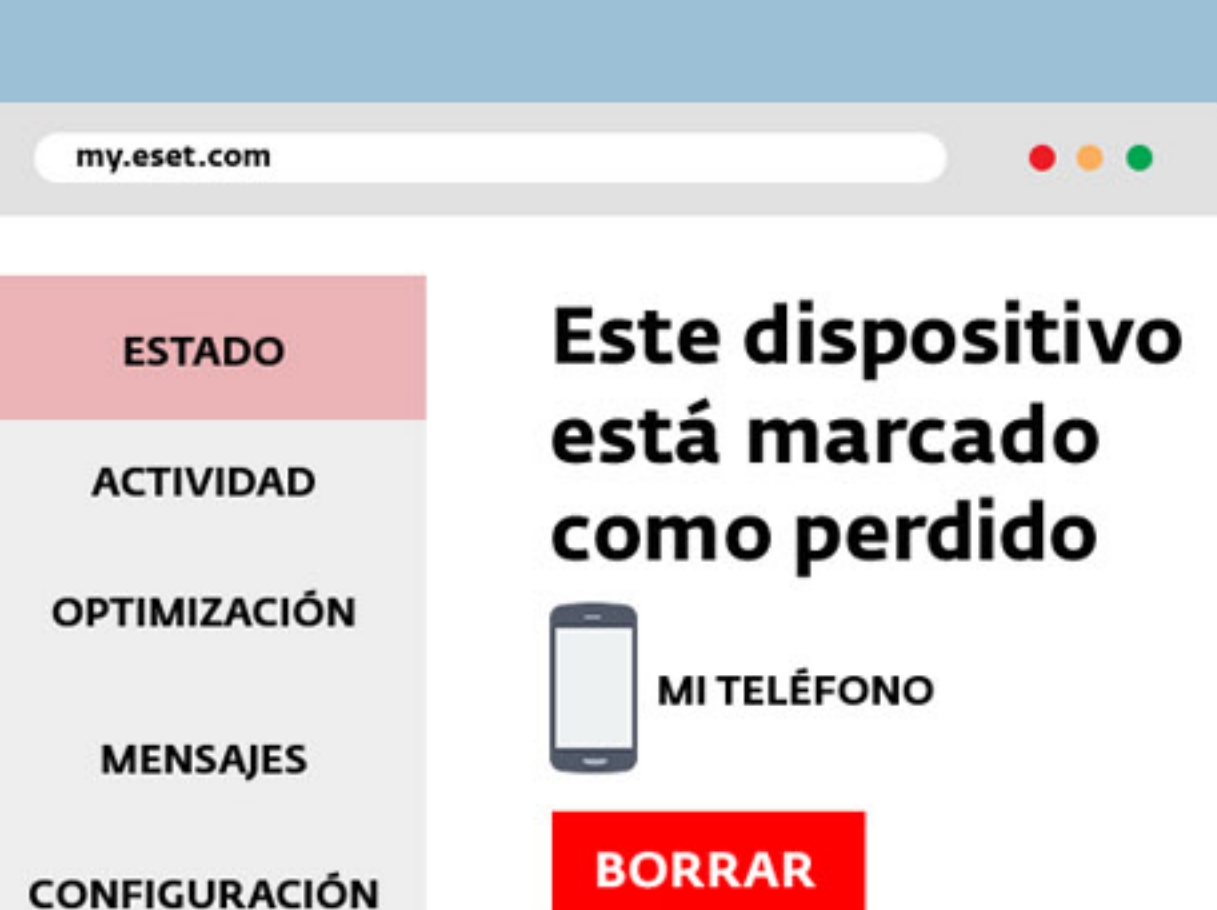 my.eset.com
ESTADO
ACTIVIDAD
OPTIMIZACIÓN
MENSAJES
CONFIGURACIÓN
Este dispositivo
está marcado
como perdido
MI TELÉFONO
BORRAR